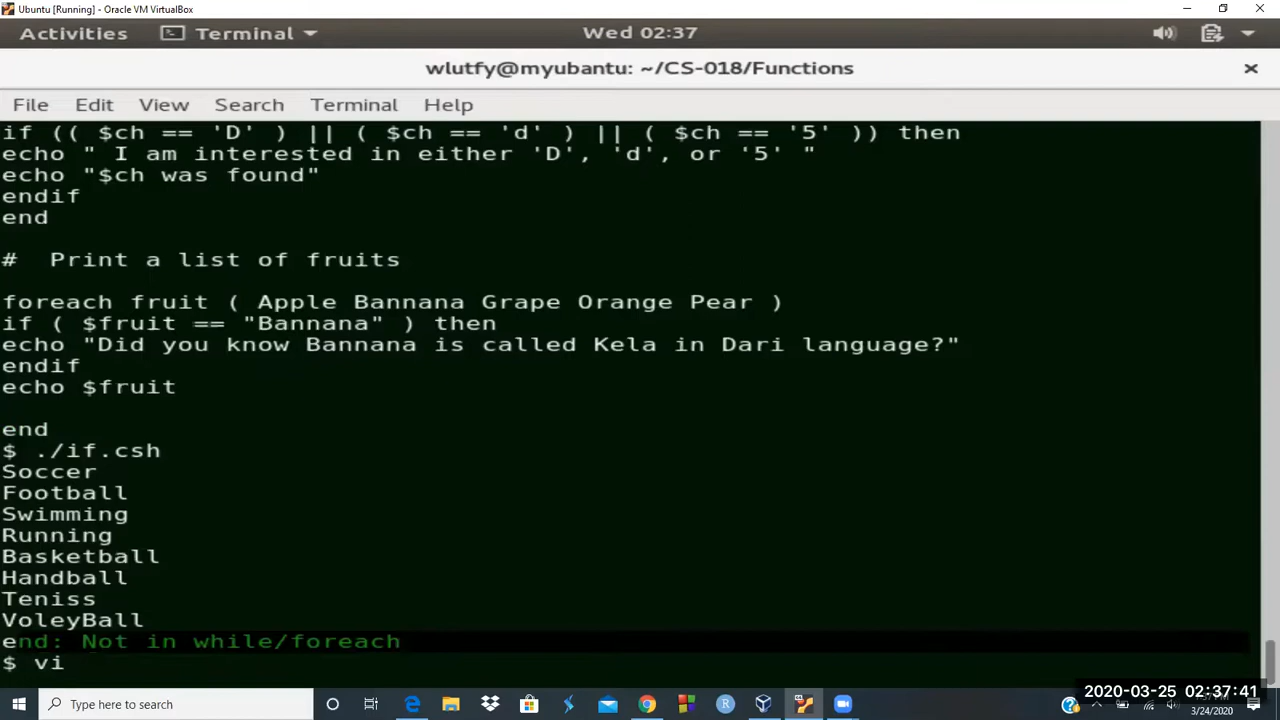 Ubuntu [Running] - Oracle VM VirtualBox
Activities Terminal Wed 02:37
wlutfy@myubantu: ~/CS-018/Functions
File Edit View Search Terminal Help
if (( $ch == 'D' ) || ( $ch == 'd' ) || ( $ch == '5' )) then
echo " I am interested in either 'D', 'd', or '5' "
echo "$ch was found"
endif
end
# Print a list of fruits
foreach fruit ( Apple Bannana Grape Orange Pear )
if ( $fruit == "Bannana" ) then
echo "Did you know Bannana is called Kela in Dari language?"
endif
echo $fruit
end
$ ./if.csh
Soccer
Football
Swimming
Running
Basketball
Handball
Teniss
VoleyBall
end: Not in while/foreach
$ vi
Type here to search
2020-03-25 02:37:41
3/24/2020